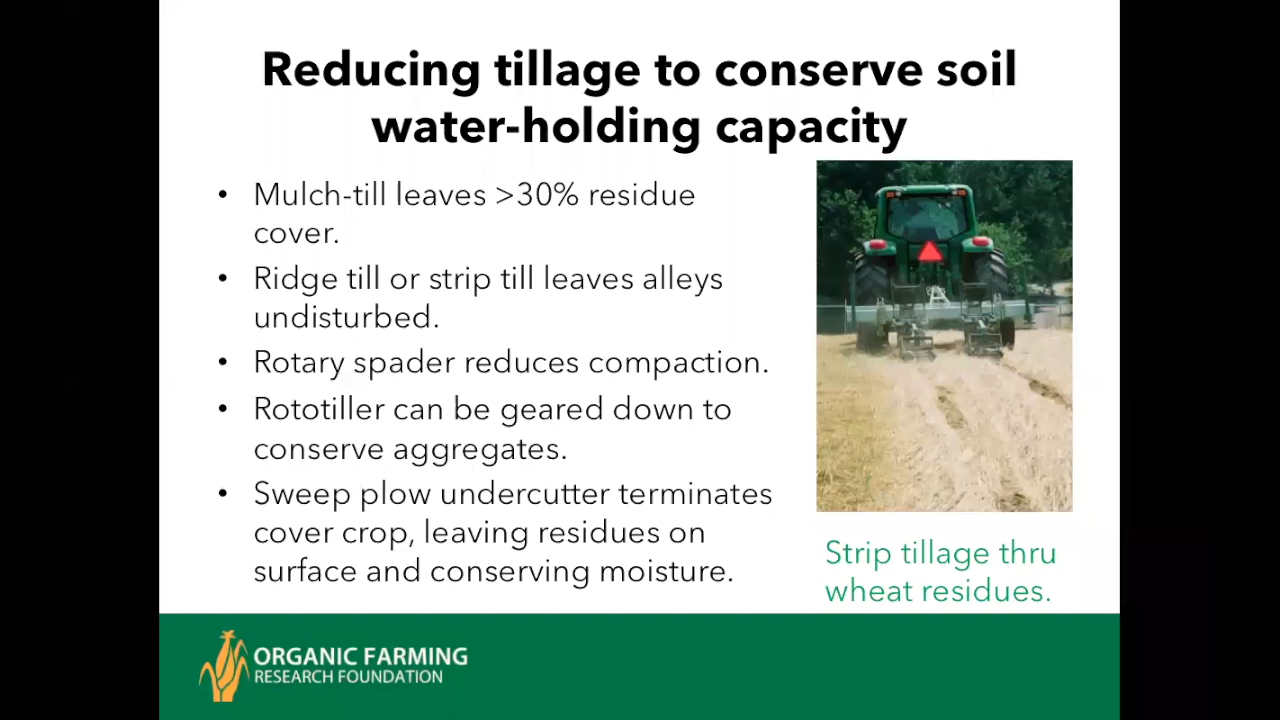 Reducing tillage to conserve soil
water-holding capacity
• Mulch-till leaves >30% residue
cover.
• Ridge till or strip till leaves alleys
undisturbed.
• Rotary spader reduces compaction.
• Rototiller can be geared down to
conserve aggregates.
• Sweep plow undercutter terminates
cover crop, leaving residues on
surface and conserving moisture.
Strip tillage thru
wheat residues.
ORGANIC FARMING
RESEARCH FOUNDATION